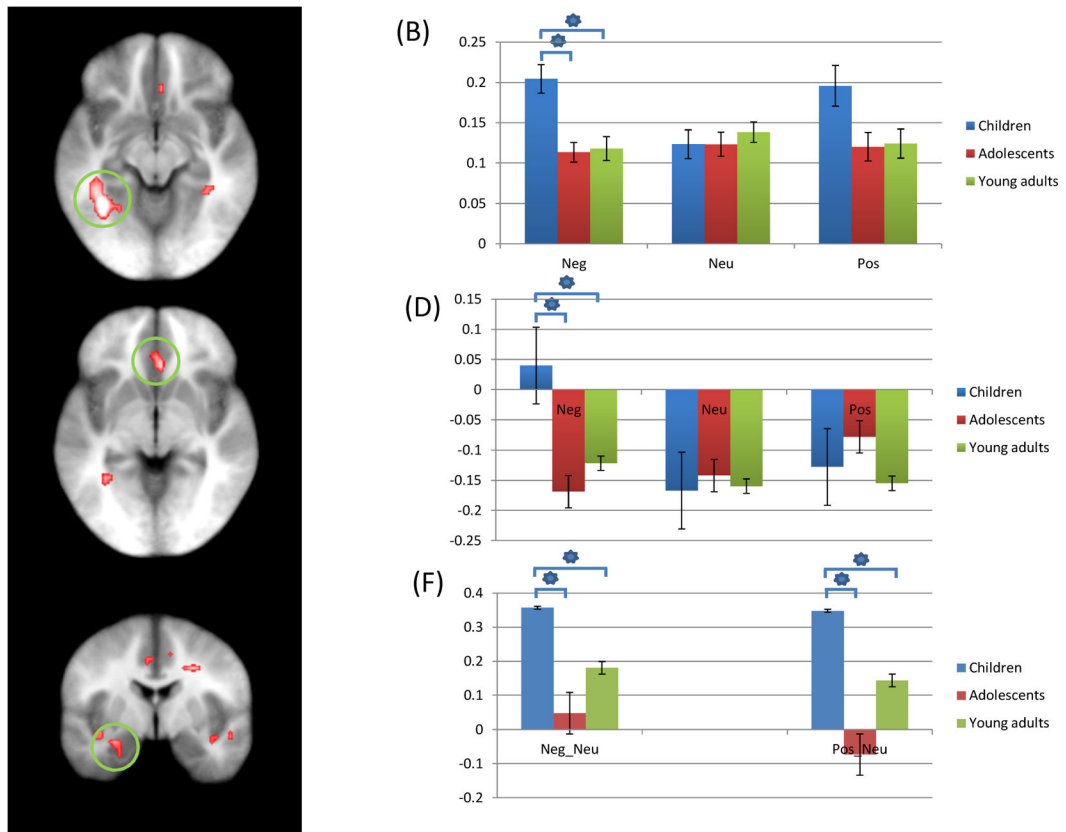 (B)
0.25
0.2
0.15
0.1
0.05
0
Neg Neu Pos
Children
Adolescents
Young adults
(D)
0.15
0.1
0.05
0
-0.05
-0.1
-0.15
-0.2
-0.25
Neg Neu Pos
Children
Adolescents
Young adults
(F)
0.4
0.3
0.2
0.1
0
-0.1
-0.2
Neg_Neu Pos_Neu
Children
Adolescents
Young adults